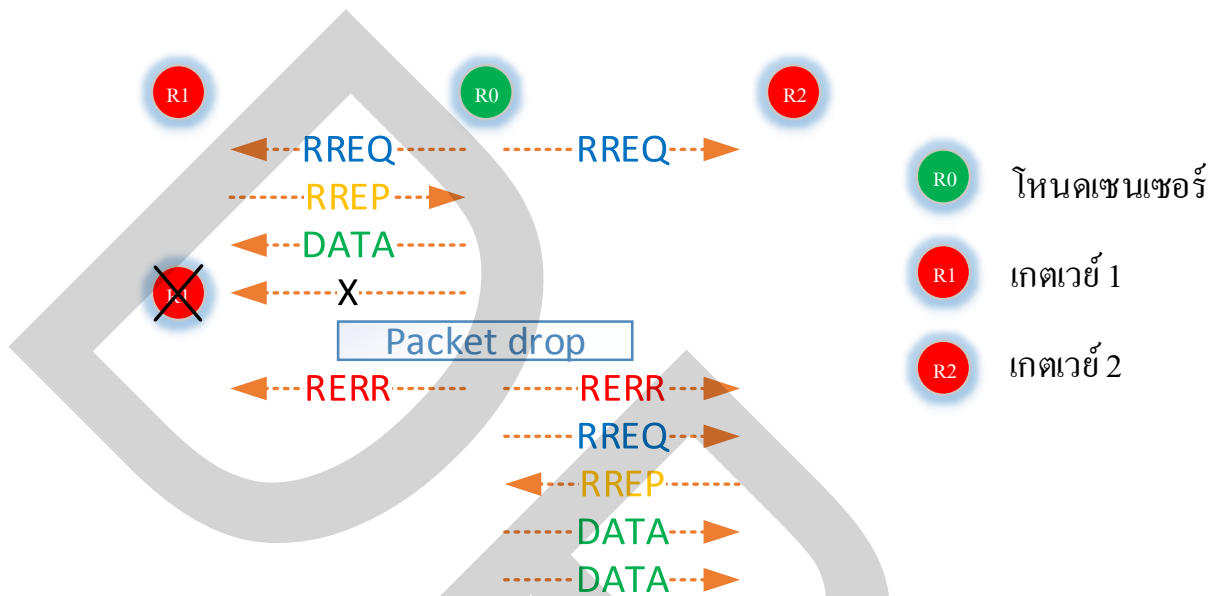 R1 R0 R2
RREQ RREQ
RREP
DATA
R1 X
Packet drop
RERR RERR
RREQ
RREP
DATA
DATA
R0 โหนดเซนเซอร์
R1 เกตเวย์ 1
R2 เกตเวย์ 2